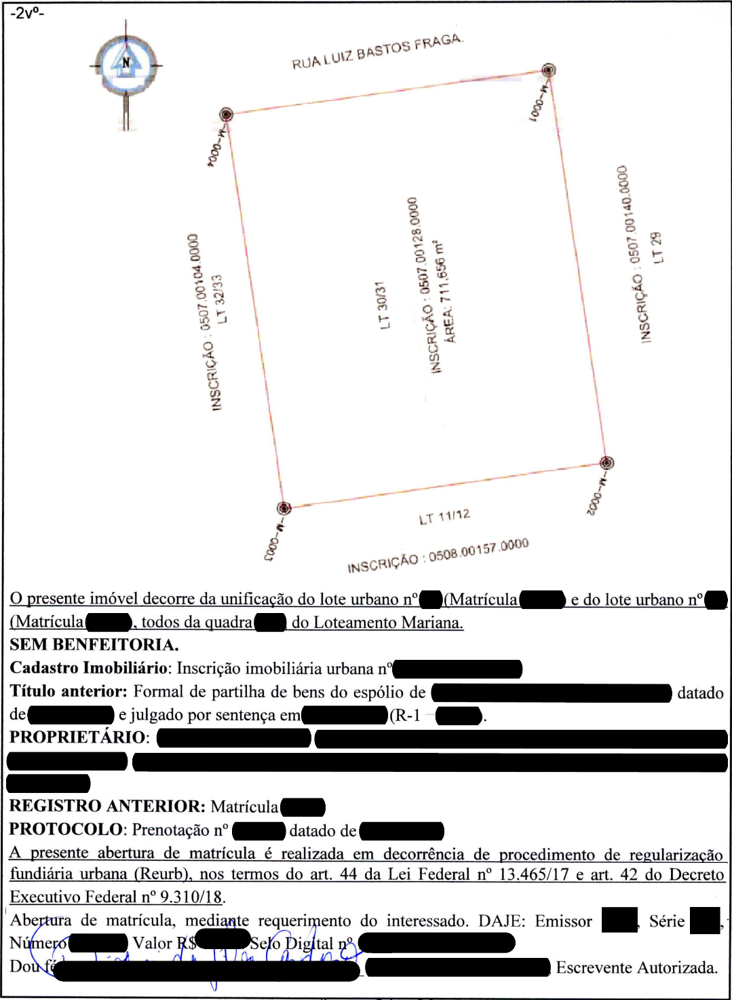 -2vº-
N
RUA LUIZ BASTOS FRAGA.
M-0001
M-0004
INSCRIÇÃO : 0507.00104.0000
LT 32/33
LT 30/31
INSCRIÇÃO : 0507.00128.0000
ÁREA: 711,656 m²
INSCRIÇÃO : 0507.00140.0000
LT 29
M-0002
M-0003
LT 11/12
INSCRIÇÃO : 0508.00157.0000
O presente imóvel decorre da unificação do lote urbano nº (Matrícula e do lote urbano nº
(Matrícula ), todos da quadra do Loteamento Mariana.
SEM BENFEITORIA.
Cadastro Imobiliário: Inscrição imobiliária urbana nº
Título anterior: Formal de partilha de bens do espólio de datado
de e julgado por sentença em (R-1 – ).
PROPRIETÁRIO:
REGISTRO ANTERIOR: Matrícula
PROTOCOLO: Prenotação nº datado de
A presente abertura de matrícula é realizada em decorrência de procedimento de regularização
fundiária urbana (Reurb), nos termos do art. 44 da Lei Federal nº 13.465/17 e art. 42 do Decreto
Executivo Federal nº 9.310/18.
Abertura de matrícula, mediante requerimento do interessado. DAJE: Emissor , Série ,
Número Valor R$ Selo Digital nº
Dou fé Escrevente Autorizada.